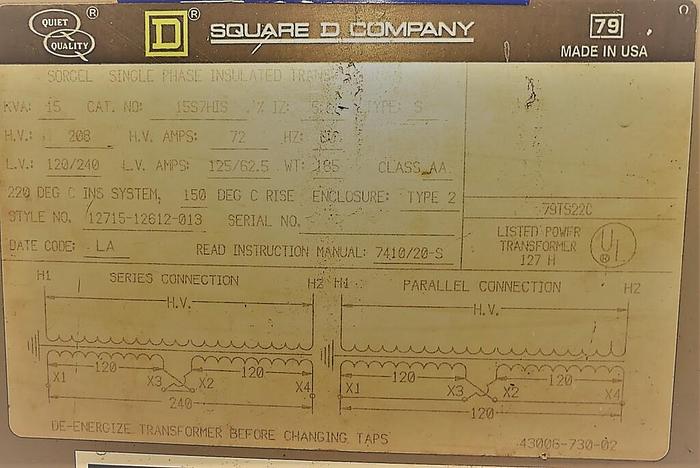 QUIET QUALITY ® D ® SQUARE D COMPANY 79
MADE IN USA
SORGEL SINGLE PHASE INSULATED
KVA: 15 CAT. NO: 15S7HIS % IZ: TYPE: S
H.V.: 208 H.V. AMPS: 72 HZ:
L.V.: 120/240 L.V. AMPS: 125/62.5 WT: 185 CLASS AA
220 DEG C INS SYSTEM, 150 DEG C RISE ENCLOSURE: TYPE 2
STYLE NO. 12715-12612-013 SERIAL NO.
DATE CODE: LA READ INSTRUCTION MANUAL: 7410/20-S
79TS22C
LISTED POWER
TRANSFORMER
127 H
UL ®
H1 SERIES CONNECTION H2 H1 PARALLEL CONNECTION H2
H.V. H.V.
120 120 120 120
X1 X3 X2 X4 X1 X3 X2 X4
240 120
DE-ENERGIZE TRANSFORMER BEFORE CHANGING TAPS
43006-730-02